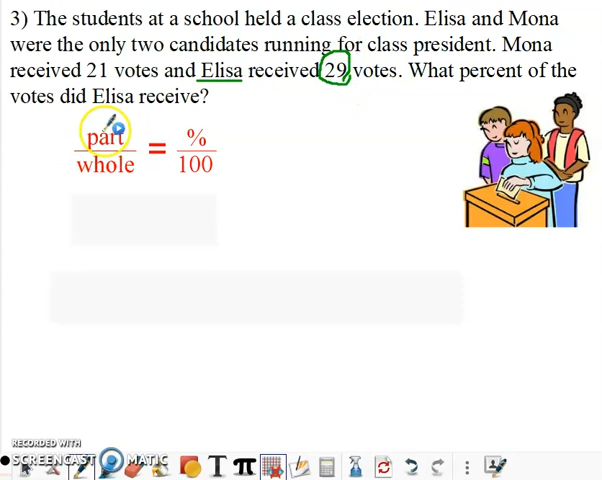 3) The students at a school held a class election. Elisa and Mona
were the only two candidates running for class president. Mona
received 21 votes and Elisa received 29 votes. What percent of the
votes did Elisa receive?
part = %
whole 100
RECORDED WITH
SCREENCAST MATIC
T π